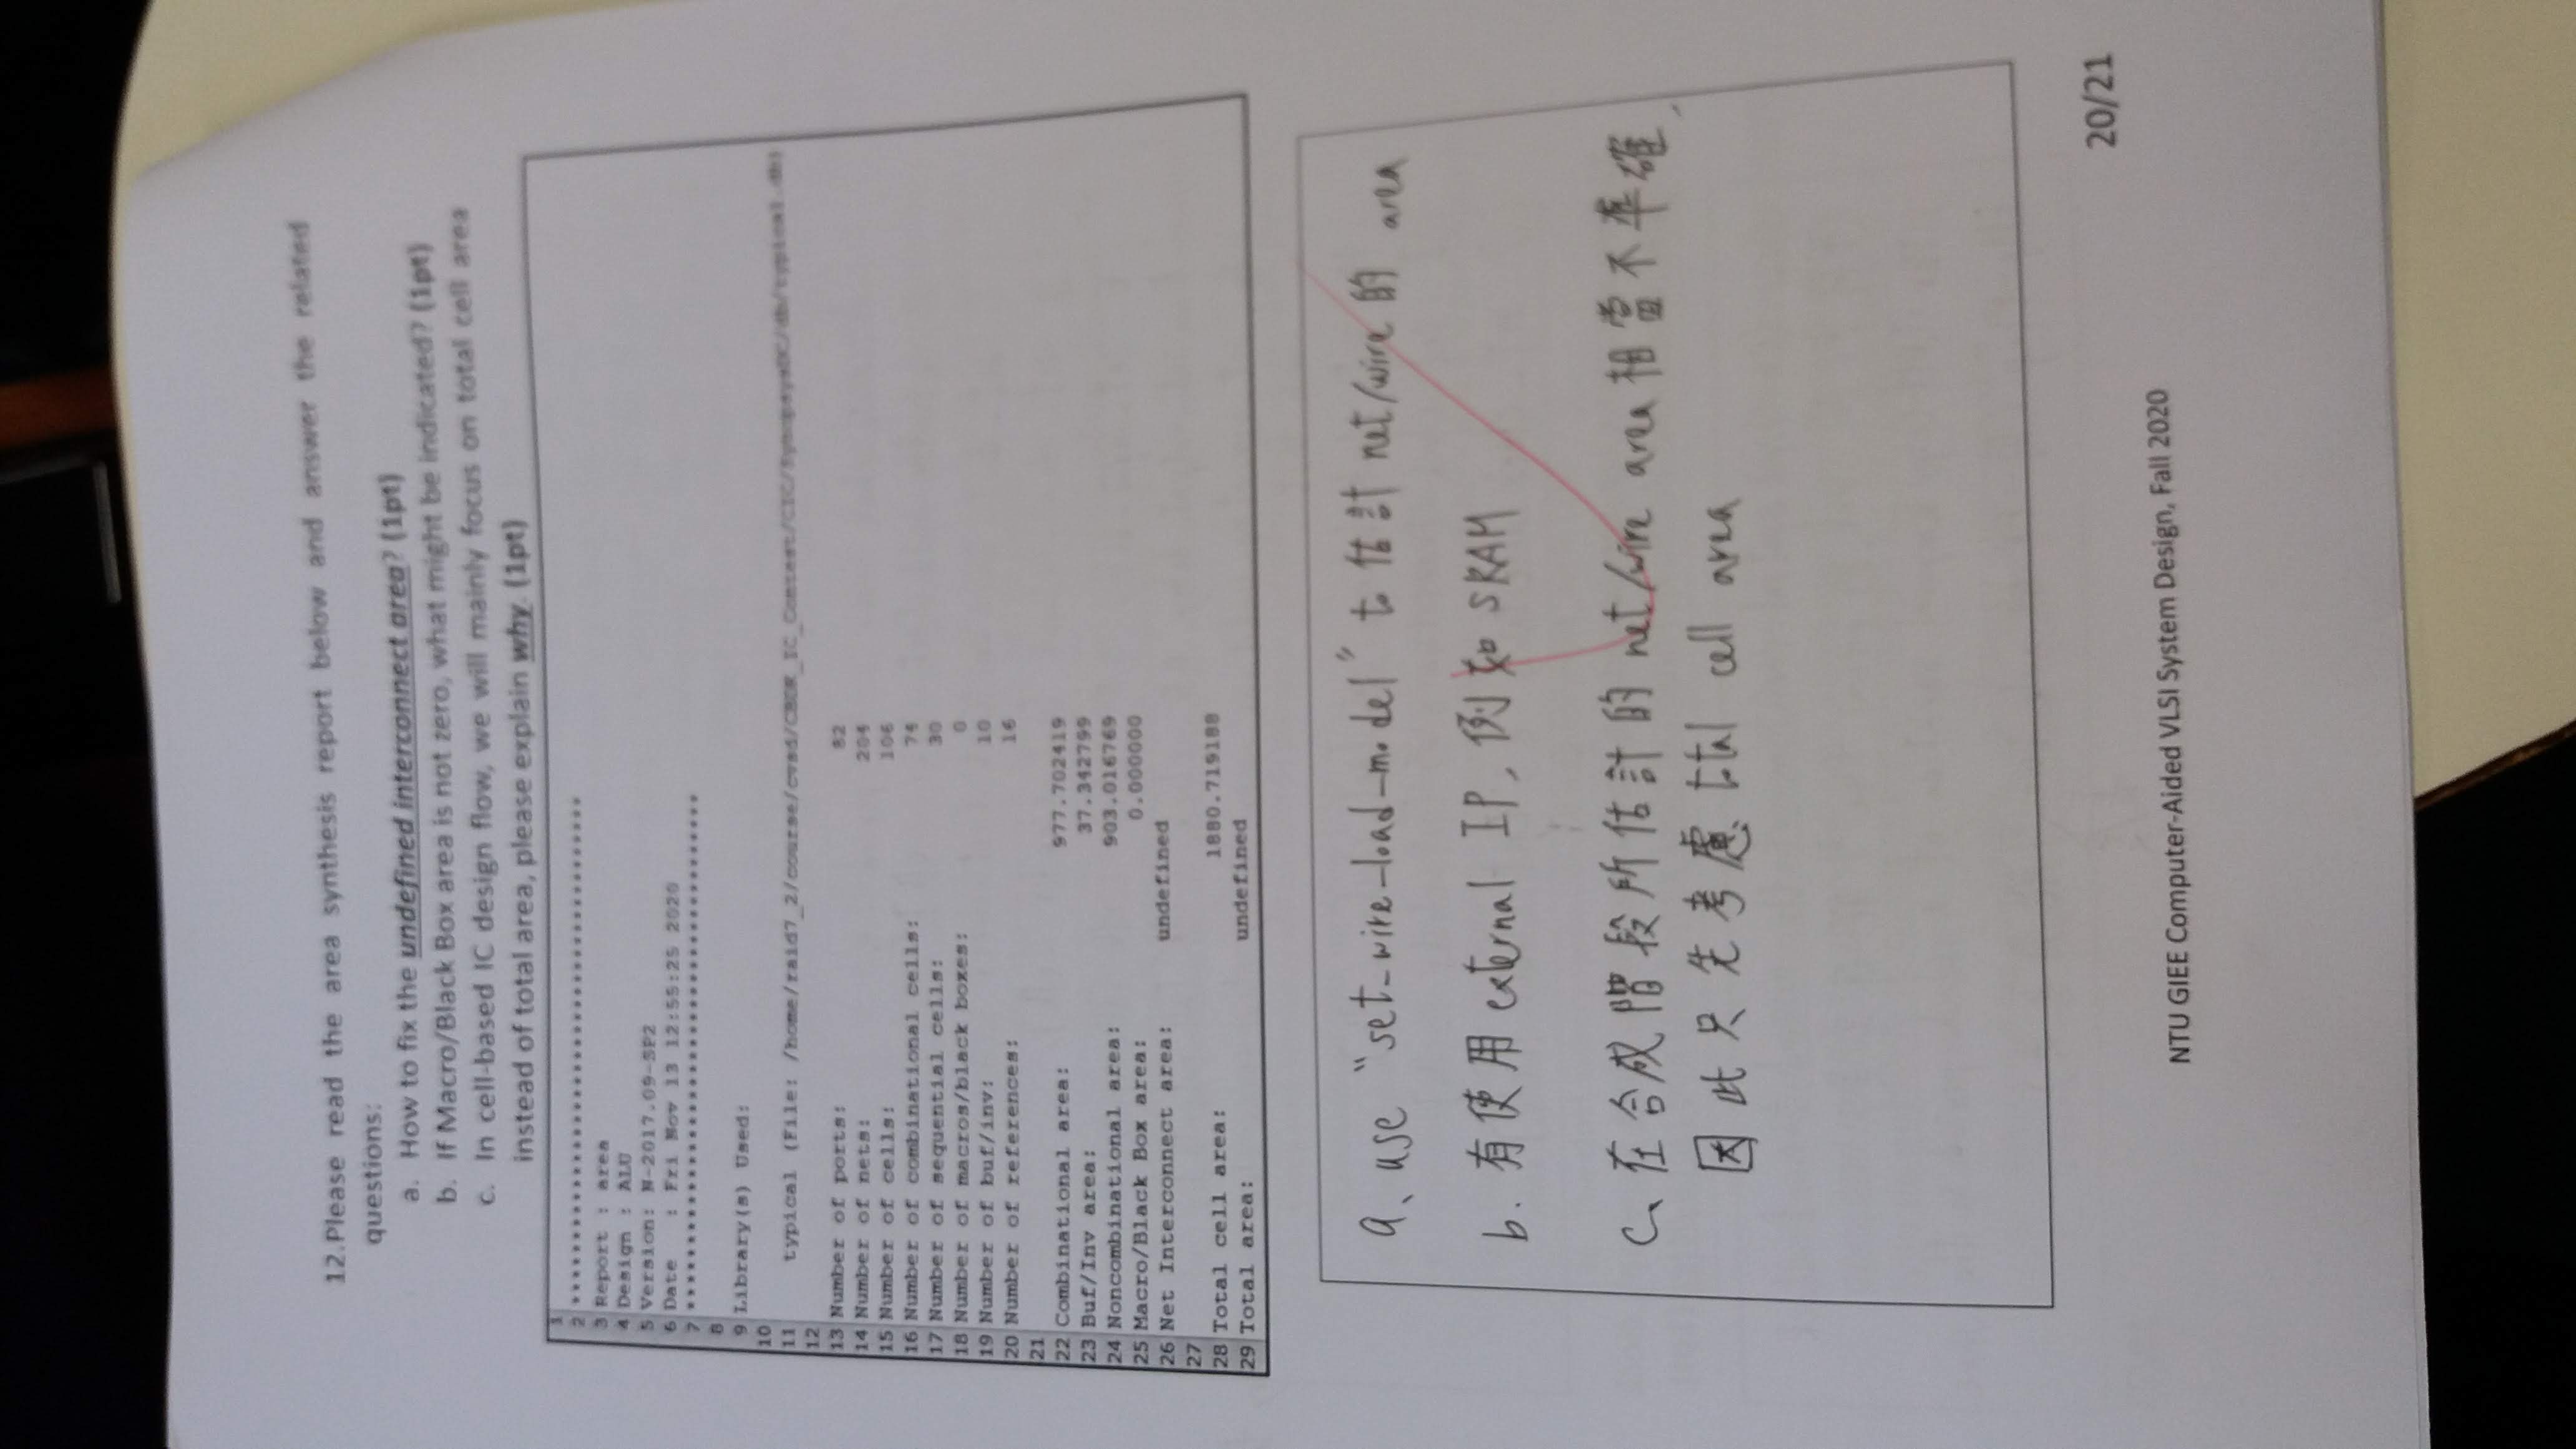 12.Please read the area synthesis report below and answer the related
questions:
a. How to fix the undefined interconnect area? (1pt)
b. If Macro/Black Box area is not zero, what might be indicated? (1pt)
c. In cell-based IC design flow, we will mainly focus on total cell area
instead of total area, please explain why. (1pt)
1
2 ****************************************
3 Report : area
4 Design : ALU
5 Version: N-2017.09-SP2
6 Date : Fri Nov 13 12:55:25 2020
7 ****************************************
8
9 Library(s) Used:
10
11 typical (File: /home/raid7_2/course/cvsd/CBDK_IC_Contest/CIC/SynopsysDC/db/typical.db)
12
13 Number of ports: 82
14 Number of nets: 204
15 Number of cells: 106
16 Number of combinational cells: 74
17 Number of sequential cells: 30
18 Number of macros/black boxes: 0
19 Number of buf/inv: 10
20 Number of references: 16
21
22 Combinational area: 977.702419
23 Buf/Inv area: 37.342799
24 Noncombinational area: 903.016769
25 Macro/Black Box area: 0.000000
26 Net Interconnect area: undefined
27
28 Total cell area: 1880.719188
29 Total area: undefined
a、use "set_wire_load_model" to 估計 net/wire 的 area
b. 有使用 external IP, 例如 SRAM
c、在合成階段所估計的 net/wire area 相當不準確,
因此只先考慮 total cell area
20/21
NTU GIEE Computer-Aided VLSI System Design, Fall 2020